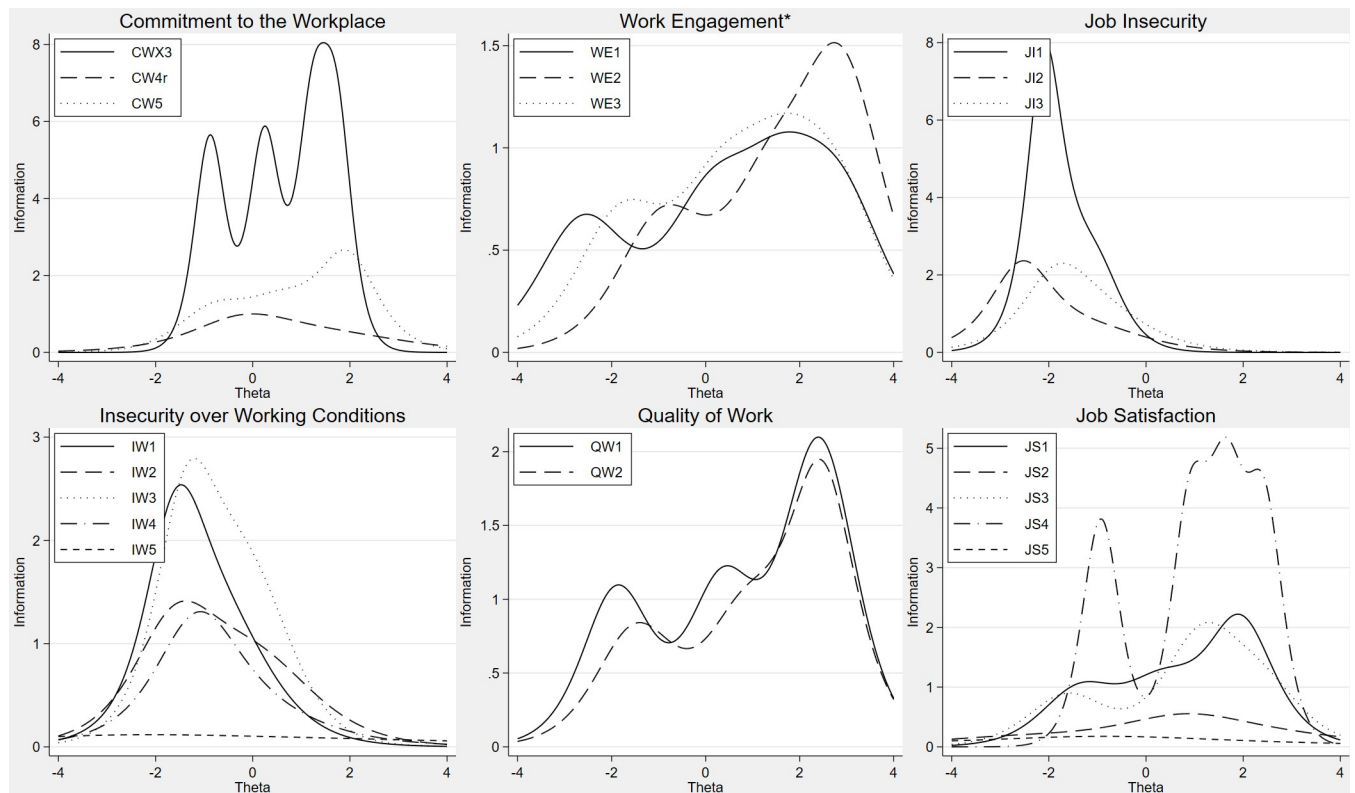 Commitment to the Workplace
CWX3
CW4r
CW5
8
6
4
2
0
Information
-4 -2 0 2 4
Theta
Work Engagement*
WE1
WE2
WE3
1.5
1
.5
0
Information
-4 -2 0 2 4
Theta
Job Insecurity
JI1
JI2
JI3
8
6
4
2
0
Information
-4 -2 0 2 4
Theta
Insecurity over Working Conditions
IW1
IW2
IW3
IW4
IW5
3
2
1
0
Information
-4 -2 0 2 4
Theta
Quality of Work
QW1
QW2
2
1.5
1
.5
0
Information
-4 -2 0 2 4
Theta
Job Satisfaction
JS1
JS2
JS3
JS4
JS5
5
4
3
2
1
0
Information
-4 -2 0 2 4
Theta